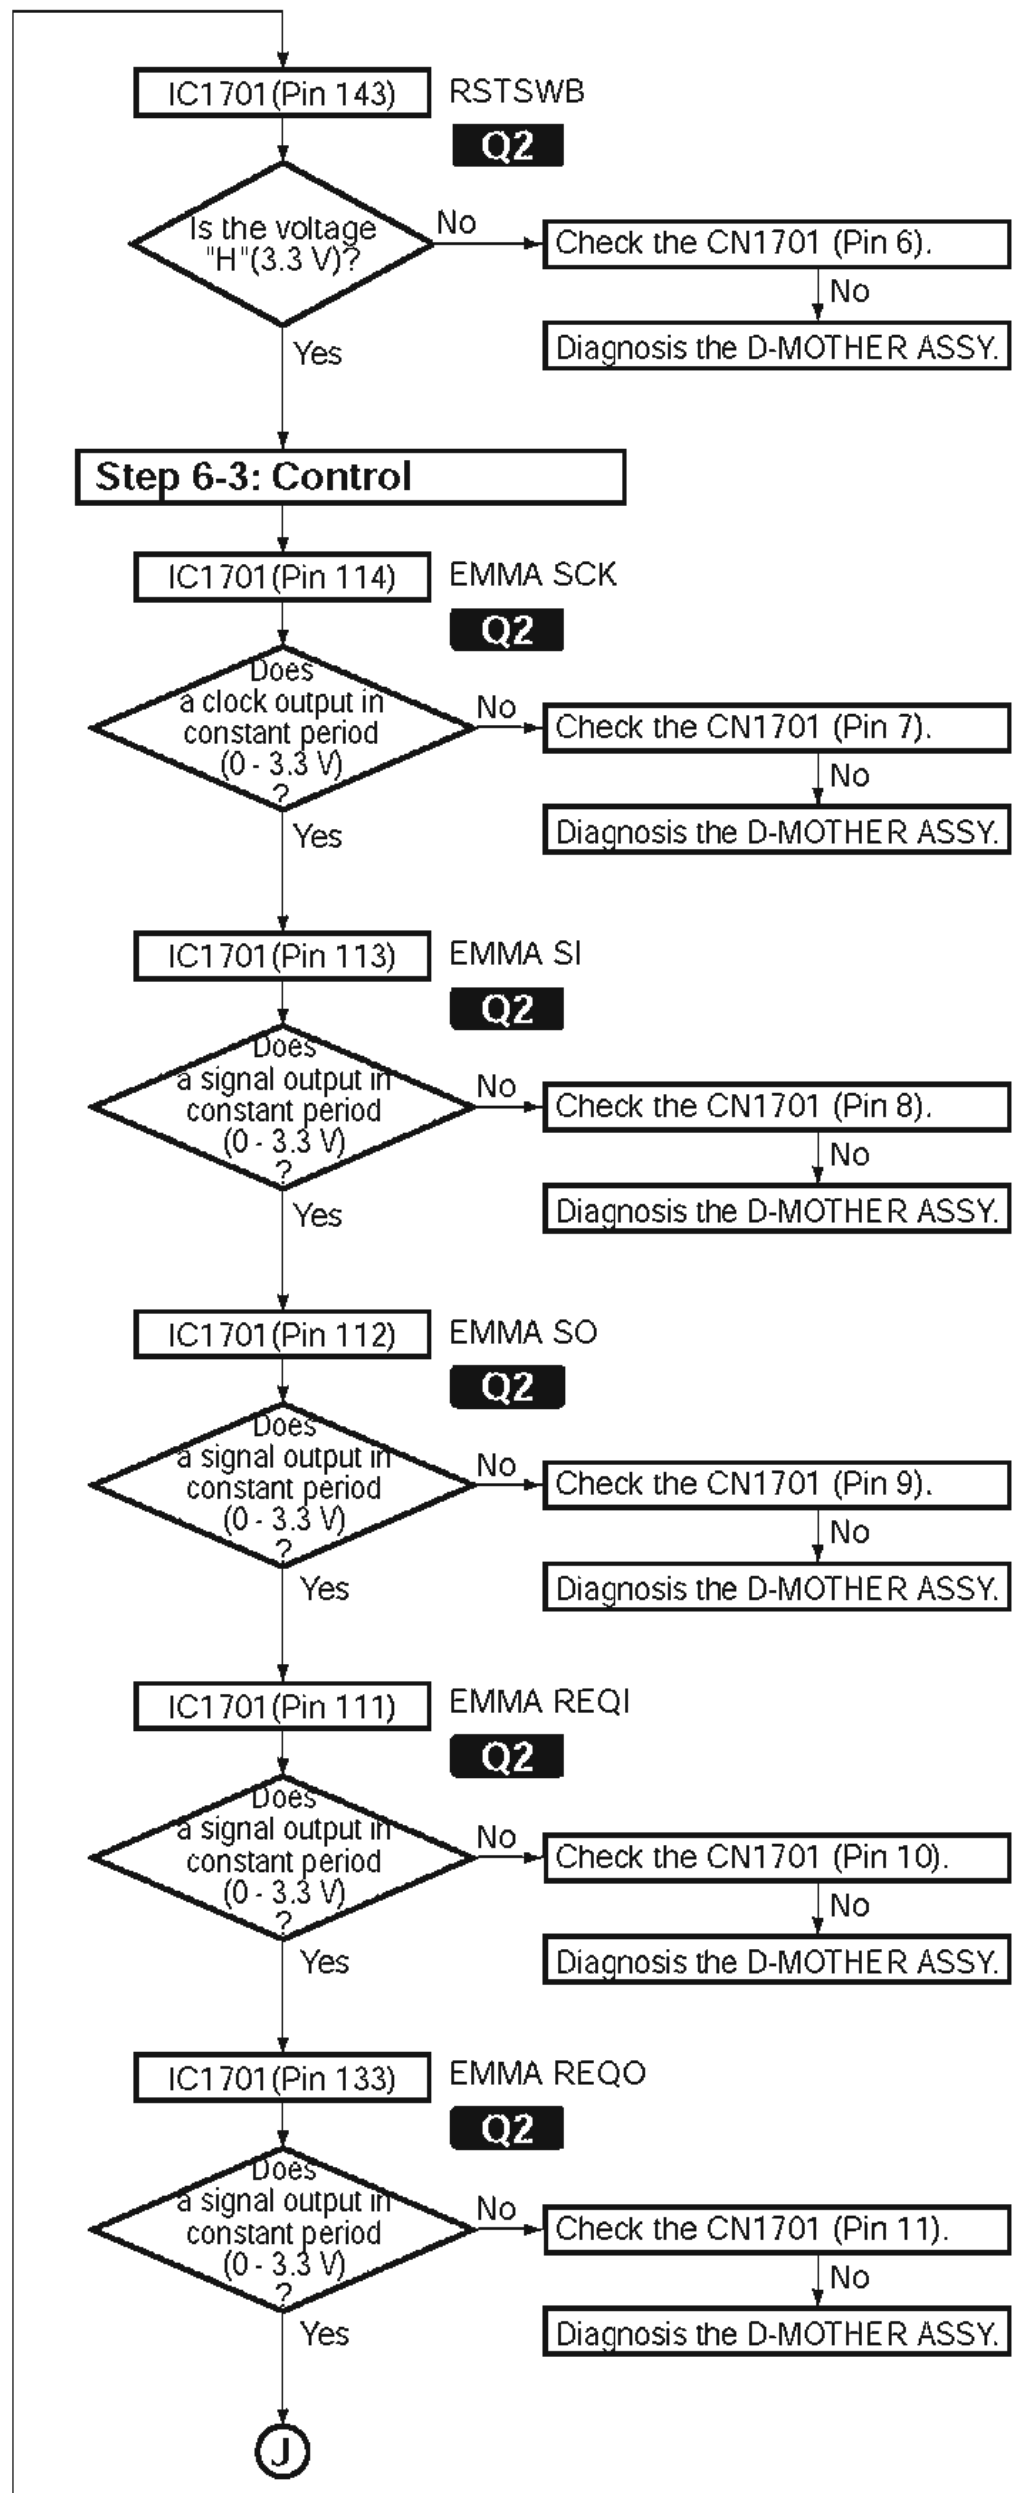 IC1701(Pin 143)
RSTSWB
Q2
Is the voltage
"H"(3.3 V)?
No
Check the CN1701 (Pin 6).
No
Diagnosis the D-MOTHER ASSY.
Yes
Step 6-3: Control
IC1701(Pin 114)
EMMA SCK
Q2
Does
a clock output in
constant period
(0 - 3.3 V)
?
No
Check the CN1701 (Pin 7).
No
Diagnosis the D-MOTHER ASSY.
Yes
IC1701(Pin 113)
EMMA SI
Q2
Does
a signal output in
constant period
(0 - 3.3 V)
?
No
Check the CN1701 (Pin 8).
No
Diagnosis the D-MOTHER ASSY.
Yes
IC1701(Pin 112)
EMMA SO
Q2
Does
a signal output in
constant period
(0 - 3.3 V)
?
No
Check the CN1701 (Pin 9).
No
Diagnosis the D-MOTHER ASSY.
Yes
IC1701(Pin 111)
EMMA REQI
Q2
Does
a signal output in
constant period
(0 - 3.3 V)
?
No
Check the CN1701 (Pin 10).
No
Diagnosis the D-MOTHER ASSY.
Yes
IC1701(Pin 133)
EMMA REQO
Q2
Does
a signal output in
constant period
(0 - 3.3 V)
?
No
Check the CN1701 (Pin 11).
No
Diagnosis the D-MOTHER ASSY.
Yes
J